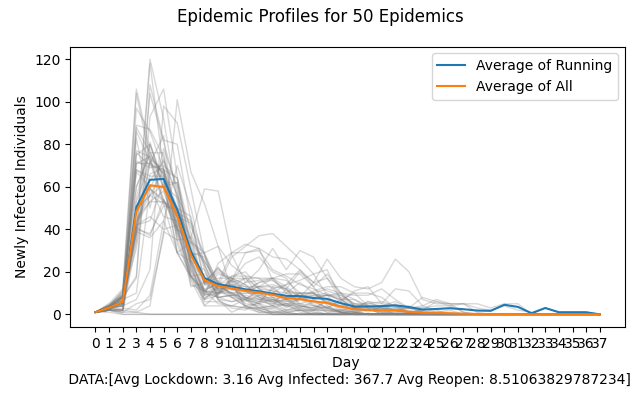 Epidemic Profiles for 50 Epidemics
120
100
80
60
40
20
0
Newly Infected Individuals
Average of Running
Average of All
0 1 2 3 4 5 6 7 8 9 10 11 12 13 14 15 16 17 18 19 20 21 22 23 24 25 26 27 28 29 30 31 32 33 34 35 36 37
Day
DATA:[Avg Lockdown: 3.16 Avg Infected: 367.7 Avg Reopen: 8.51063829787234]